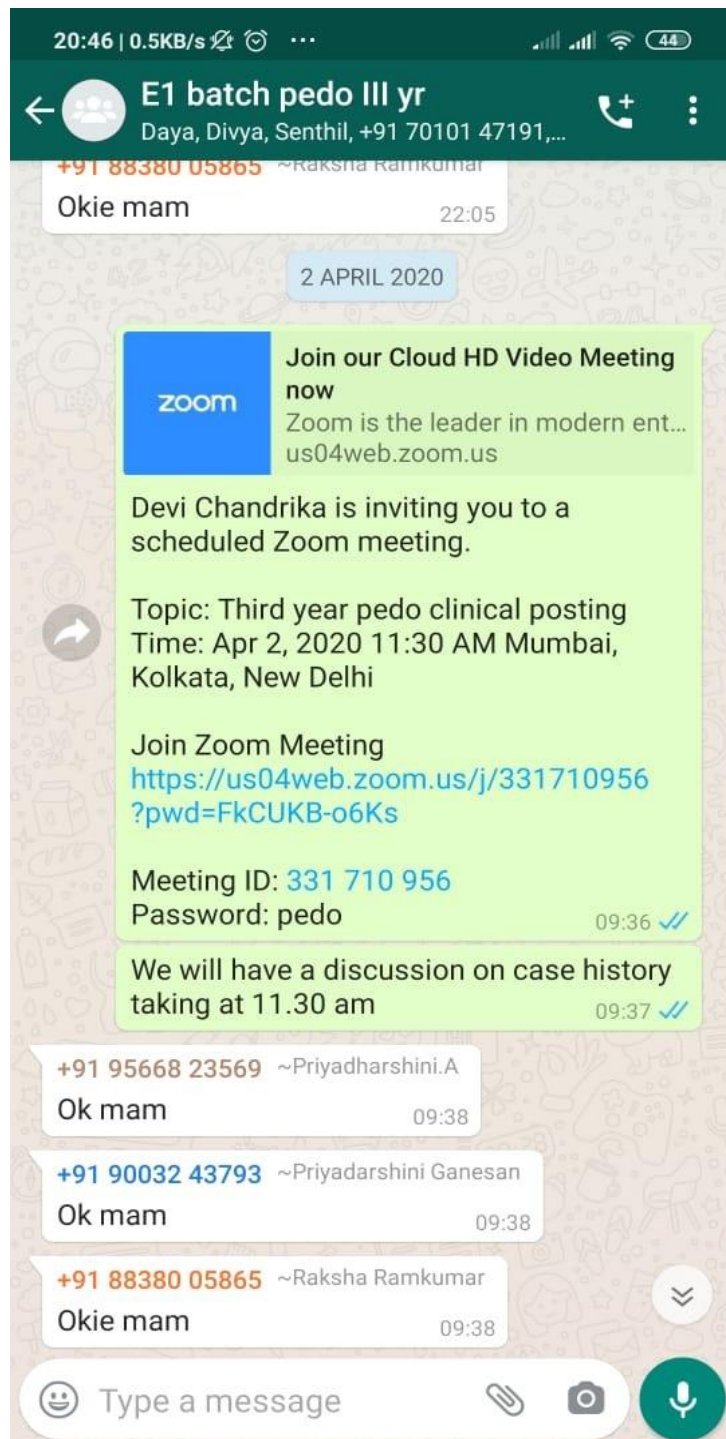 20:46 | 0.5KB/s ... 44
E1 batch pedo III yr
Daya, Divya, Senthil, +91 70101 47191,...
+91 88380 05865 ~Raksha Ramkumar
Okie mam 22:05
2 APRIL 2020
zoom
Join our Cloud HD Video Meeting
now
Zoom is the leader in modern ent...
us04web.zoom.us
Devi Chandrika is inviting you to a
scheduled Zoom meeting.
Topic: Third year pedo clinical posting
Time: Apr 2, 2020 11:30 AM Mumbai,
Kolkata, New Delhi
Join Zoom Meeting
https://us04web.zoom.us/j/331710956
?pwd=FkCUKB-o6Ks
Meeting ID: 331 710 956
Password: pedo 09:36
We will have a discussion on case history
taking at 11.30 am 09:37
+91 95668 23569 ~Priyadharshini.A
Ok mam 09:38
+91 90032 43793 ~Priyadarshini Ganesan
Ok mam 09:38
+91 88380 05865 ~Raksha Ramkumar
Okie mam 09:38
Type a message